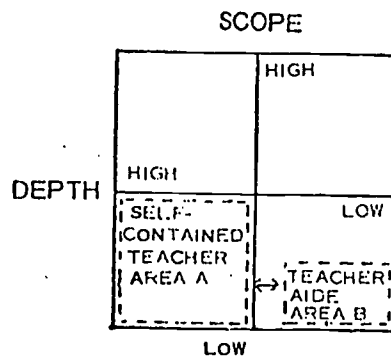 SCOPE
HIGH
HIGH
DEPTH
LOW
SELF-
CONTAINED
TEACHER
AREA A
TEACHER
AIDE
AREA B
LOW